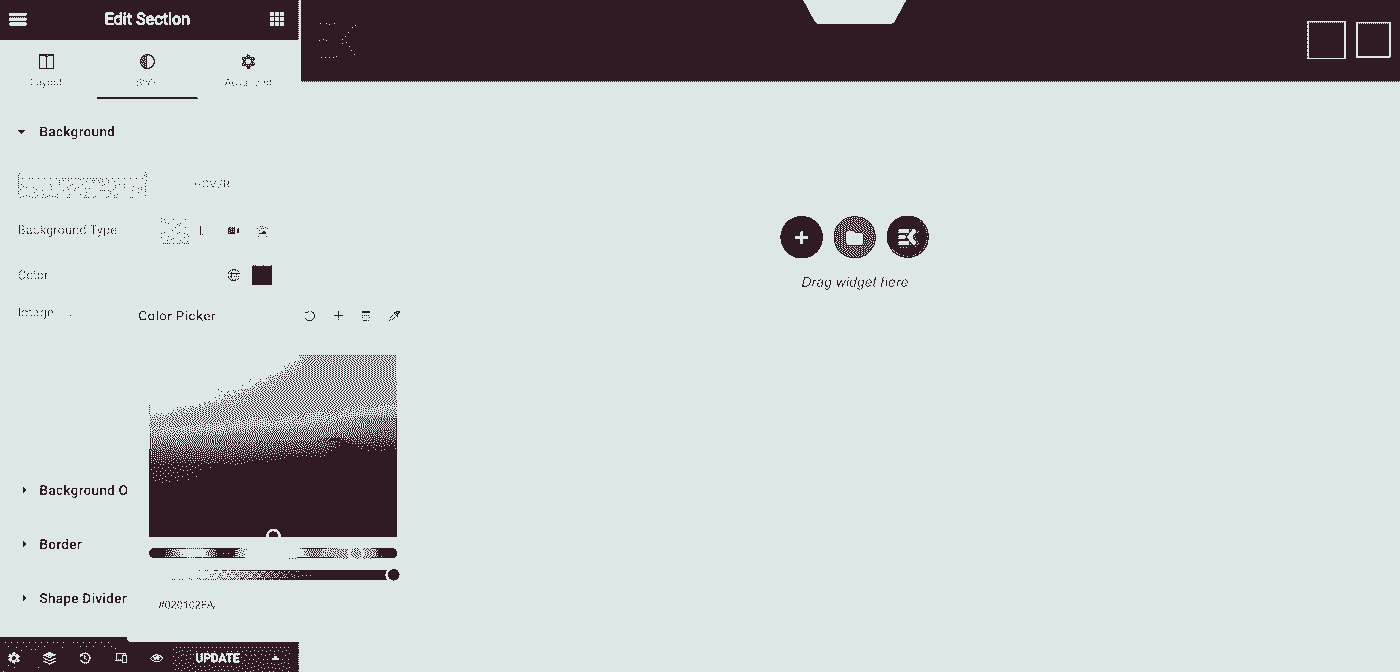 Edit Section
Layout
Style
Advanced
Background
HOVER
Background Type
Color
Image
Color Picker
Drag widget here
Background O
Border
Shape Divider
#020102FA
UPDATE